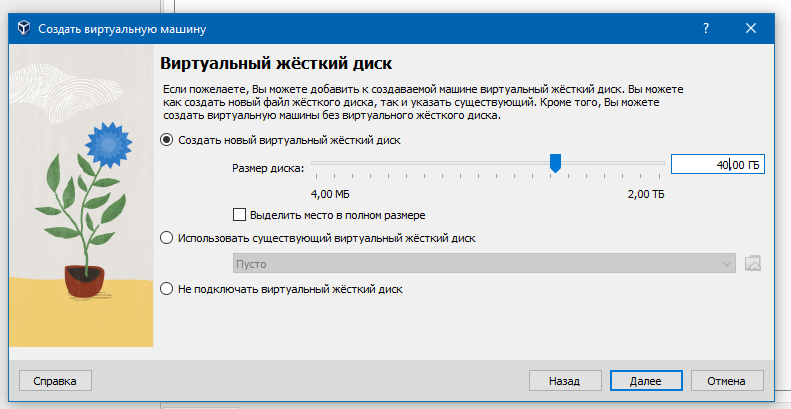 Создать виртуальную машину
?
Виртуальный жёсткий диск
Если пожелаете, Вы можете добавить к создаваемой машине виртуальный жёсткий диск. Вы можете
как создать новый файл жёсткого диска, так и указать существующий. Кроме того, Вы можете
создать виртуальную машины без виртуального жёсткого диска.
Создать новый виртуальный жёсткий диск
Размер диска:
40,00 ГБ
4,00 МБ
2,00 ТБ
Выделить место в полном размере
Использовать существующий виртуальный жёсткий диск
Пусто
Не подключать виртуальный жёсткий диск
Справка
Назад
Далее
Отмена